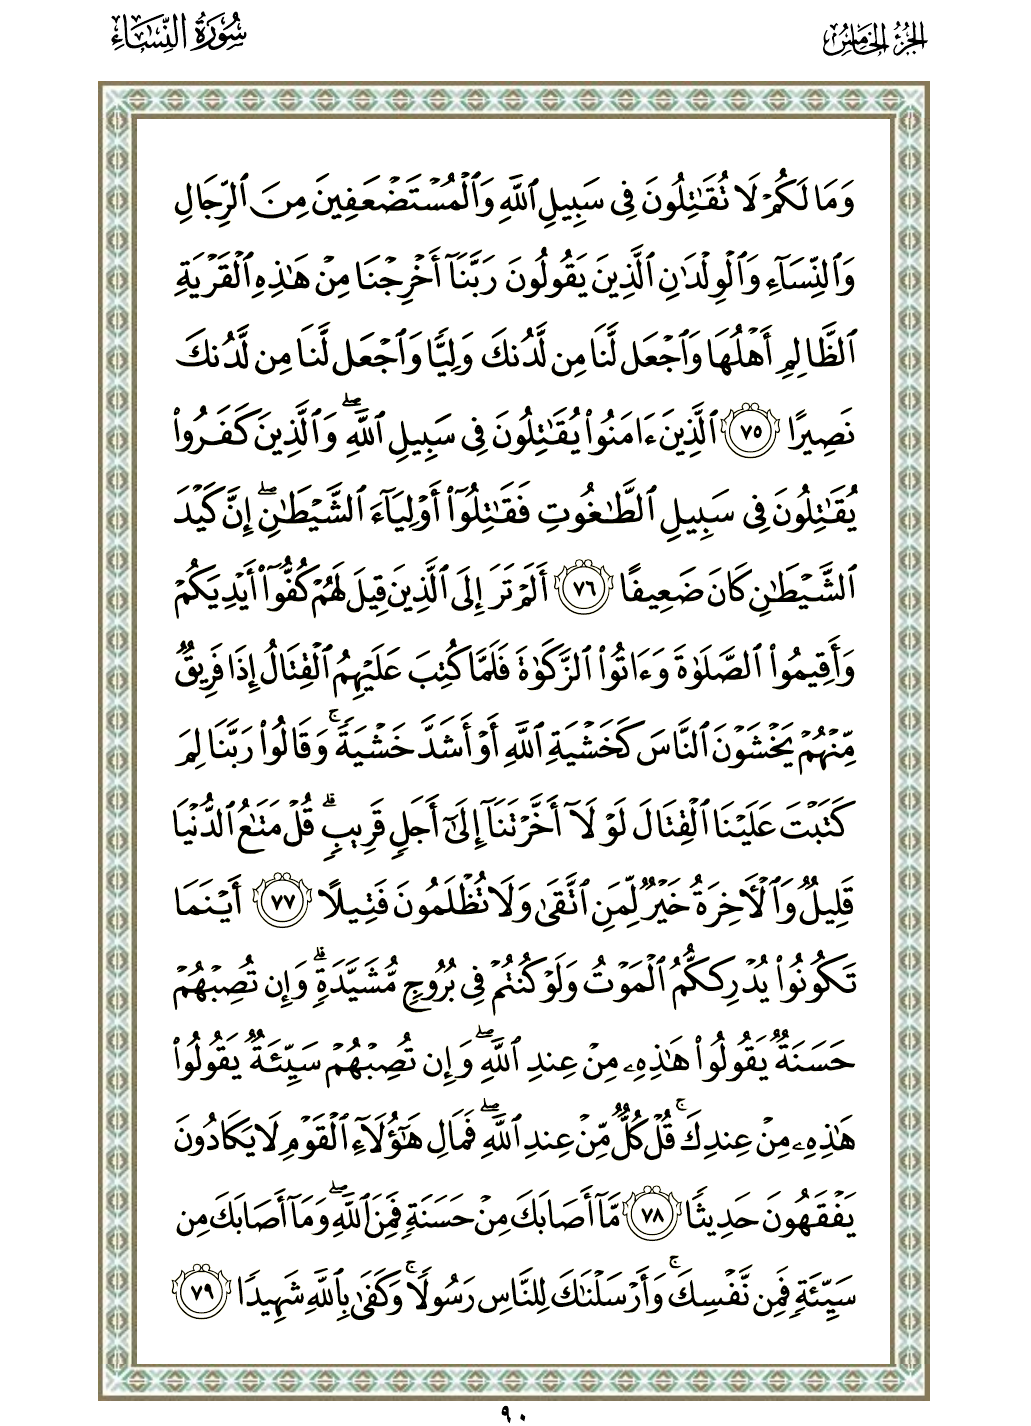 الجزء الخامس
سورة النساء
وَمَا لَكُمْ لَا تُقَٰتِلُونَ فِى سَبِيلِ ٱللَّهِ وَٱلْمُسْتَضْعَفِينَ مِنَ ٱلرِّجَالِ
وَٱلنِّسَآءِ وَٱلْوِلْدَٰنِ ٱلَّذِينَ يَقُولُونَ رَبَّنَآ أَخْرِجْنَا مِنْ هَٰذِهِ ٱلْقَرْيَةِ
ٱلظَّالِمِ أَهْلُهَا وَٱجْعَل لَّنَا مِن لَّدُنكَ وَلِيًّا وَٱجْعَل لَّنَا مِن لَّدُنكَ
نَصِيرًا ٧٥ ٱلَّذِينَ ءَامَنُوا۟ يُقَٰتِلُونَ فِى سَبِيلِ ٱللَّهِ ۖ وَٱلَّذِينَ كَفَرُوا۟
يُقَٰتِلُونَ فِى سَبِيلِ ٱلطَّٰغُوتِ فَقَٰتِلُوٓا۟ أَوْلِيَآءَ ٱلشَّيْطَٰنِ ۖ إِنَّ كَيْدَ
ٱلشَّيْطَٰنِ كَانَ ضَعِيفًا ٧٦ أَلَمْ تَرَ إِلَى ٱلَّذِينَ قِيلَ لَهُمْ كُفُّوٓا۟ أَيْدِيَكُمْ
وَأَقِيمُوا۟ ٱلصَّلَوٰةَ وَءَاتُوا۟ ٱلزَّكَوٰةَ فَلَمَّا كُتِبَ عَلَيْهِمُ ٱلْقِتَالُ إِذَا فَرِيقٌ
مِّنْهُمْ يَخْشَوْنَ ٱلنَّاسَ كَخَشْيَةِ ٱللَّهِ أَوْ أَشَدَّ خَشْيَةً ۚ وَقَالُوا۟ رَبَّنَا لِمَ
كَتَبْتَ عَلَيْنَا ٱلْقِتَالَ لَوْلَآ أَخَّرْتَنَآ إِلَىٰٓ أَجَلٍ قَرِيبٍ ۗ قُلْ مَتَٰعُ ٱلدُّنْيَا
قَلِيلٌ وَٱلْءَاخِرَةُ خَيْرٌ لِّمَنِ ٱتَّقَىٰ وَلَا تُظْلَمُونَ فَتِيلًا ٧٧ أَيْنَمَا
تَكُونُوا۟ يُدْرِككُّمُ ٱلْمَوْتُ وَلَوْ كُنتُمْ فِى بُرُوجٍ مُّشَيَّدَةٍ ۗ وَإِن تُصِبْهُمْ
حَسَنَةٌ يَقُولُوا۟ هَٰذِهِۦ مِنْ عِندِ ٱللَّهِ ۖ وَإِن تُصِبْهُمْ سَيِّئَةٌ يَقُولُوا۟
هَٰذِهِۦ مِنْ عِندِكَ ۚ قُلْ كُلٌّ مِّنْ عِندِ ٱللَّهِ ۖ فَمَالِ هَٰٓؤُلَآءِ ٱلْقَوْمِ لَا يَكَادُونَ
يَفْقَهُونَ حَدِيثًا ٧٨ مَّآ أَصَابَكَ مِنْ حَسَنَةٍ فَمِنَ ٱللَّهِ ۖ وَمَآ أَصَابَكَ مِن
سَيِّئَةٍ فَمِن نَّفْسِكَ ۚ وَأَرْسَلْنَٰكَ لِلنَّاسِ رَسُولًا ۚ وَكَفَىٰ بِٱللَّهِ شَهِيدًا ٧٩
٩٠